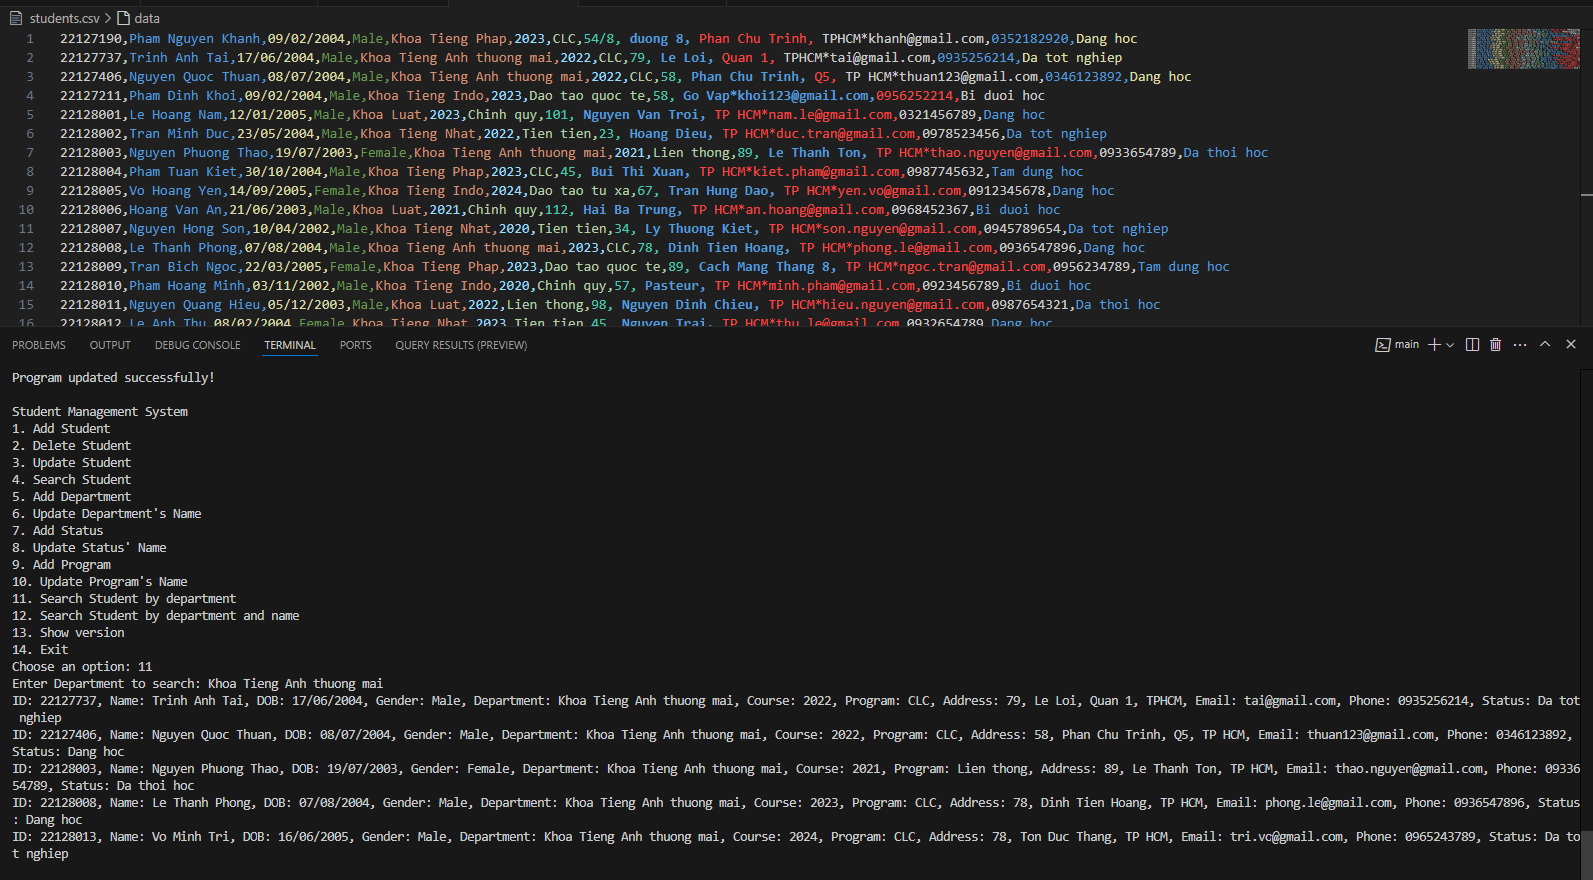 students.csv > data
1 22127190,Pham Nguyen Khanh,09/02/2004,Male,Khoa Tieng Phap,2023,CLC,54/8, duong 8, Phan Chu Trinh, TPHCM*khanh@gmail.com,0352182920,Dang hoc
2 22127737,Trinh Anh Tai,17/06/2004,Male,Khoa Tieng Anh thuong mai,2022,CLC,79, Le Loi, Quan 1, TPHCM*tai@gmail.com,0935256214,Da tot nghiep
3 22127406,Nguyen Quoc Thuan,08/07/2004,Male,Khoa Tieng Anh thuong mai,2022,CLC,58, Phan Chu Trinh, Q5, TP HCM*thuan123@gmail.com,0346123892,Dang hoc
4 22127211,Pham Dinh Khoi,09/02/2004,Male,Khoa Tieng Indo,2023,Dao tao quoc te,58, Go Vap*khoi123@gmail.com,0956252214,Bi duoi hoc
5 22128001,Le Hoang Nam,12/01/2005,Male,Khoa Luat,2023,Chinh quy,101, Nguyen Van Troi, TP HCM*nam.le@gmail.com,0321456789,Dang hoc
6 22128002,Tran Minh Duc,23/05/2004,Male,Khoa Tieng Nhat,2022,Tien tien,23, Hoang Dieu, TP HCM*duc.tran@gmail.com,0978523456,Da tot nghiep
7 22128003,Nguyen Phuong Thao,19/07/2003,Female,Khoa Tieng Anh thuong mai,2021,Lien thong,89, Le Thanh Ton, TP HCM*thao.nguyen@gmail.com,0933654789,Da thoi hoc
8 22128004,Pham Tuan Kiet,30/10/2004,Male,Khoa Tieng Phap,2023,CLC,45, Bui Thi Xuan, TP HCM*kiet.pham@gmail.com,0987745632,Tam dung hoc
9 22128005,Vo Hoang Yen,14/09/2005,Female,Khoa Tieng Indo,2024,Dao tao tu xa,67, Tran Hung Dao, TP HCM*yen.vo@gmail.com,0912345678,Dang hoc
10 22128006,Hoang Van An,21/06/2003,Male,Khoa Luat,2021,Chinh quy,112, Hai Ba Trung, TP HCM*an.hoang@gmail.com,0968452367,Bi duoi hoc
11 22128007,Nguyen Hong Son,10/04/2002,Male,Khoa Tieng Nhat,2020,Tien tien,34, Ly Thuong Kiet, TP HCM*son.nguyen@gmail.com,0945789654,Da tot nghiep
12 22128008,Le Thanh Phong,07/08/2004,Male,Khoa Tieng Anh thuong mai,2023,CLC,78, Dinh Tien Hoang, TP HCM*phong.le@gmail.com,0936547896,Dang hoc
13 22128009,Tran Bich Ngoc,22/03/2005,Female,Khoa Tieng Phap,2023,Dao tao quoc te,89, Cach Mang Thang 8, TP HCM*ngoc.tran@gmail.com,0956234789,Tam dung hoc
14 22128010,Pham Hoang Minh,03/11/2002,Male,Khoa Tieng Indo,2020,Chinh quy,57, Pasteur, TP HCM*minh.pham@gmail.com,0923456789,Bi duoi hoc
15 22128011,Nguyen Quang Hieu,05/12/2003,Male,Khoa Luat,2022,Lien thong,98, Nguyen Dinh Chieu, TP HCM*hieu.nguyen@gmail.com,0987654321,Da thoi hoc
16 22128012,Le Anh Thu,08/02/2004,Female,Khoa Tieng Nhat,2023,Tien tien,45, Nguyen Trai, TP HCM*thu.le@gmail.com,0932654789,Dang hoc
PROBLEMS OUTPUT DEBUG CONSOLE TERMINAL PORTS QUERY RESULTS (PREVIEW) main
Program updated successfully!
Student Management System
1. Add Student
2. Delete Student
3. Update Student
4. Search Student
5. Add Department
6. Update Department's Name
7. Add Status
8. Update Status' Name
9. Add Program
10. Update Program's Name
11. Search Student by department
12. Search Student by department and name
13. Show version
14. Exit
Choose an option: 11
Enter Department to search: Khoa Tieng Anh thuong mai
ID: 22127737, Name: Trinh Anh Tai, DOB: 17/06/2004, Gender: Male, Department: Khoa Tieng Anh thuong mai, Course: 2022, Program: CLC, Address: 79, Le Loi, Quan 1, TPHCM, Email: tai@gmail.com, Phone: 0935256214, Status: Da tot
nghiep
ID: 22127406, Name: Nguyen Quoc Thuan, DOB: 08/07/2004, Gender: Male, Department: Khoa Tieng Anh thuong mai, Course: 2022, Program: CLC, Address: 58, Phan Chu Trinh, Q5, TP HCM, Email: thuan123@gmail.com, Phone: 0346123892,
Status: Dang hoc
ID: 22128003, Name: Nguyen Phuong Thao, DOB: 19/07/2003, Gender: Female, Department: Khoa Tieng Anh thuong mai, Course: 2021, Program: Lien thong, Address: 89, Le Thanh Ton, TP HCM, Email: thao.nguyen@gmail.com, Phone: 09336
54789, Status: Da thoi hoc
ID: 22128008, Name: Le Thanh Phong, DOB: 07/08/2004, Gender: Male, Department: Khoa Tieng Anh thuong mai, Course: 2023, Program: CLC, Address: 78, Dinh Tien Hoang, TP HCM, Email: phong.le@gmail.com, Phone: 0936547896, Status
: Dang hoc
ID: 22128013, Name: Vo Minh Tri, DOB: 16/06/2005, Gender: Male, Department: Khoa Tieng Anh thuong mai, Course: 2024, Program: CLC, Address: 78, Ton Duc Thang, TP HCM, Email: tri.vo@gmail.com, Phone: 0965243789, Status: Da to
t nghiep